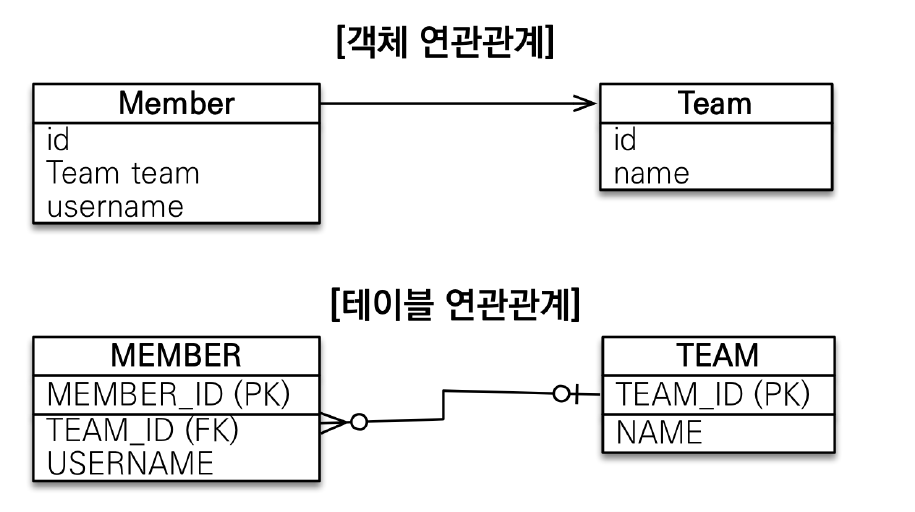 [객체 연관관계]
Member
id
Team team
username
Team
id
name
[테이블 연관관계]
MEMBER
MEMBER_ID (PK)
TEAM_ID (FK)
USERNAME
TEAM
TEAM_ID (PK)
NAME